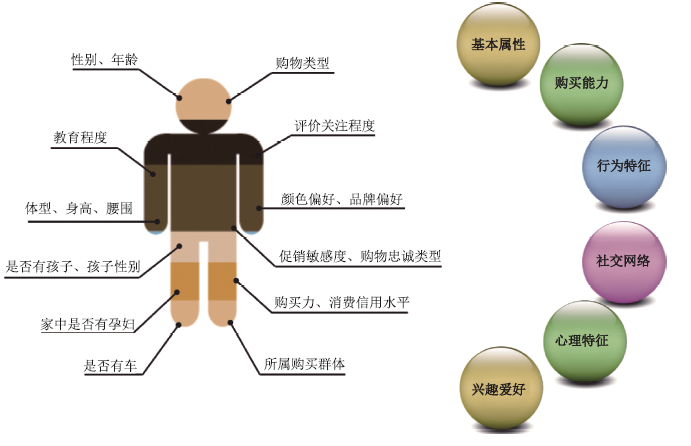 性别、年龄
购物类型
教育程度
评价关注程度
体型、身高、腰围
颜色偏好、品牌偏好
是否有孩子、孩子性别
促销敏感度、购物忠诚类型
家中是否有孕妇
购买力、消费信用水平
是否有车
所属购买群体
基本属性
购买能力
行为特征
社交网络
心理特征
兴趣爱好